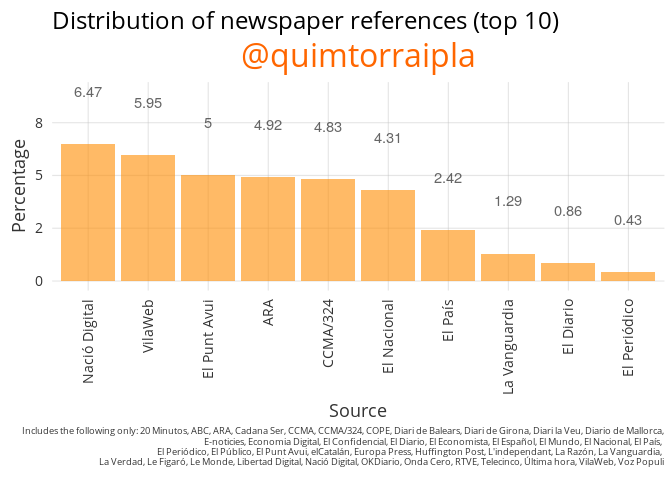 Distribution of newspaper references (top 10)
@quimtorraipla
6.47
5.95
5
4.92
4.83
4.31
2.42
1.29
0.86
0.43
Percentage
8
5
2
0
Nació Digital
VilaWeb
El Punt Avui
ARA
CCMA/324
El Nacional
El País
La Vanguardia
El Diario
El Periódico
Source
Includes the following only: 20 Minutos, ABC, ARA, Cadana Ser, CCMA, CCMA/324, COPE, Diari de Balears, Diari de Girona, Diari la Veu, Diario de Mallorca,
E-noticies, Economia Digital, El Confidencial, El Diario, El Economista, El Español, El Mundo, El Nacional, El País,
El Periódico, El Público, El Punt Avui, elCatalán, Europa Press, Huffington Post, L'independant, La Razón, La Vanguardia,
La Verdad, Le Figaró, Le Monde, Libertad Digital, Nació Digital, OKDiario, Onda Cero, RTVE, Telecinco, Última hora, VilaWeb, Voz Populi